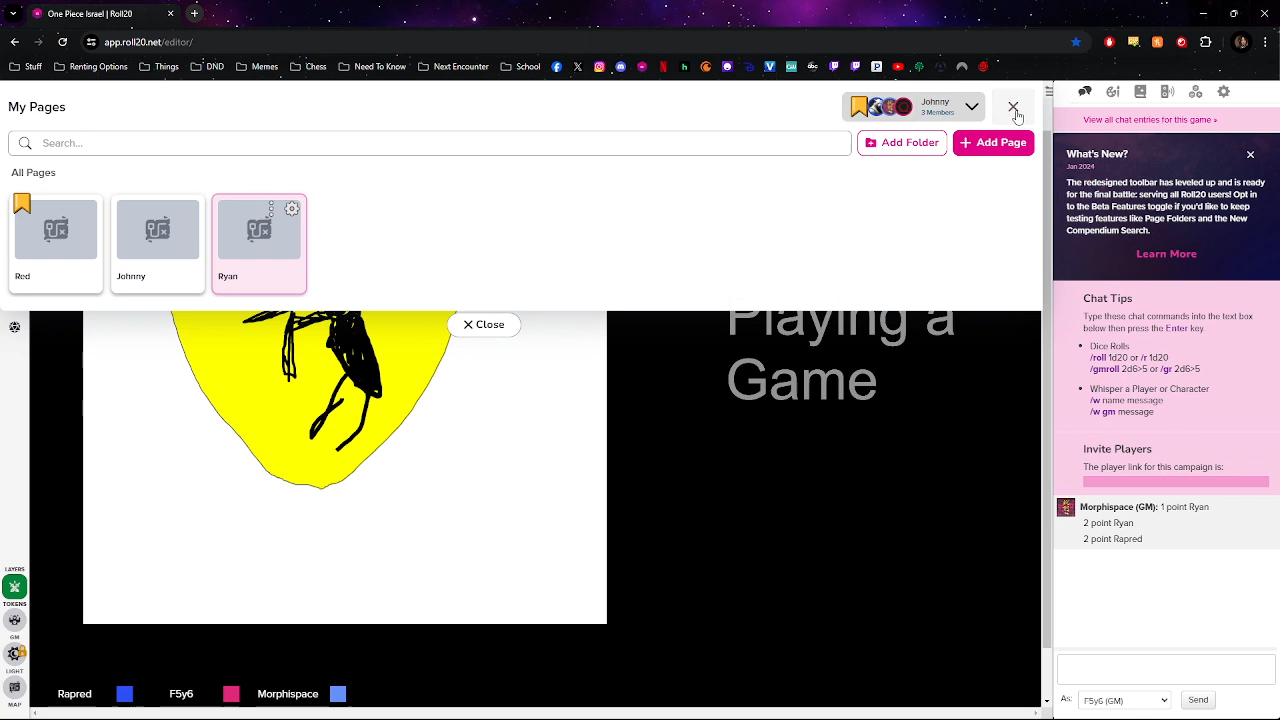 One Piece Israel | Roll20
app.roll20.net/editor/
Stuff
Renting Options
Things
DND
Memes
Chess
Need To Know
Next Encounter
School
My Pages
Johnny
3 Members
Search...
Add Folder
Add Page
All Pages
Red
Johnny
Ryan
Close
Playing a
Game
LAYERS
TOKENS
GM
LIGHT
MAP
Rapred
F5y6
Morphispace
View all chat entries for this game »
What's New?
Jan 2024
The redesigned toolbar has leveled up and is ready
for the final battle: serving all Roll20 users! Opt in
to the Beta Features toggle if you'd like to keep
testing features like Page Folders and the New
Compendium Search.
Learn More
Chat Tips
Type these chat commands into the text box
below then press the Enter key.
• Dice Rolls
/roll 1d20 or /r 1d20
/gmroll 2d6>5 or /gr 2d6>5
• Whisper a Player or Character
/w name message
/w gm message
Invite Players
The player link for this campaign is:
Morphispace (GM): 1 point Ryan
2 point Ryan
2 point Rapred
As:
F5y6 (GM)
Send